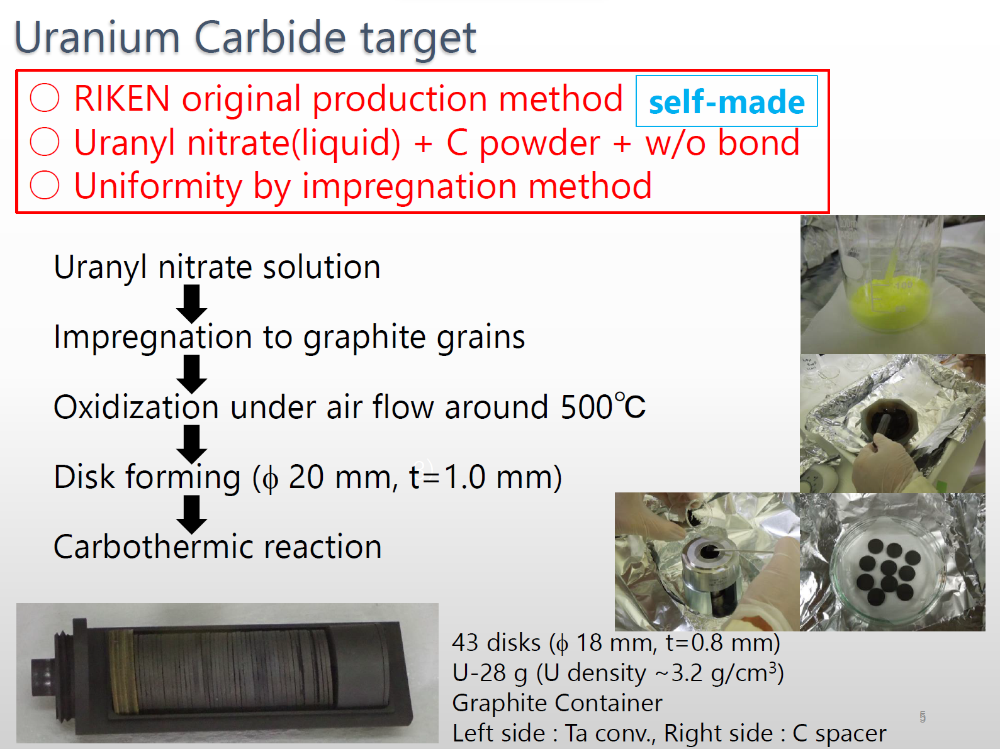 Uranium Carbide target
○ RIKEN original production method
self-made
○ Uranyl nitrate(liquid) + C powder + w/o bond
○ Uniformity by impregnation method
Uranyl nitrate solution
Impregnation to graphite grains
Oxidization under air flow around 500℃
Disk forming (ϕ 20 mm, t=1.0 mm)
Carbothermic reaction
100
43 disks (ϕ 18 mm, t=0.8 mm)
U-28 g (U density ~3.2 g/cm³)
Graphite Container
Left side : Ta conv., Right side : C spacer
5